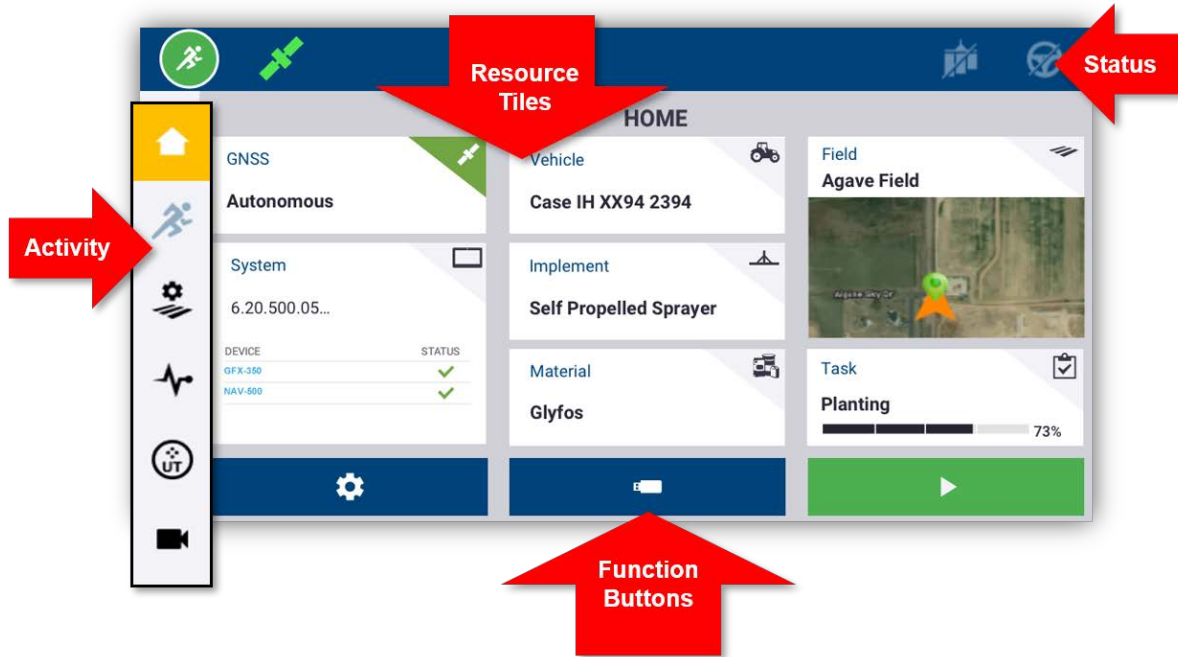 Resource
Tiles
Status
HOME
Activity
GNSS
Autonomous
Vehicle
Case IH XX94 2394
Field
Agave Field
System
6.20.500.05...
DEVICE STATUS
GFX-350
NAV-500
Implement
Self Propelled Sprayer
Material
Glyfos
Task
Planting
73%
UT
Function
Buttons